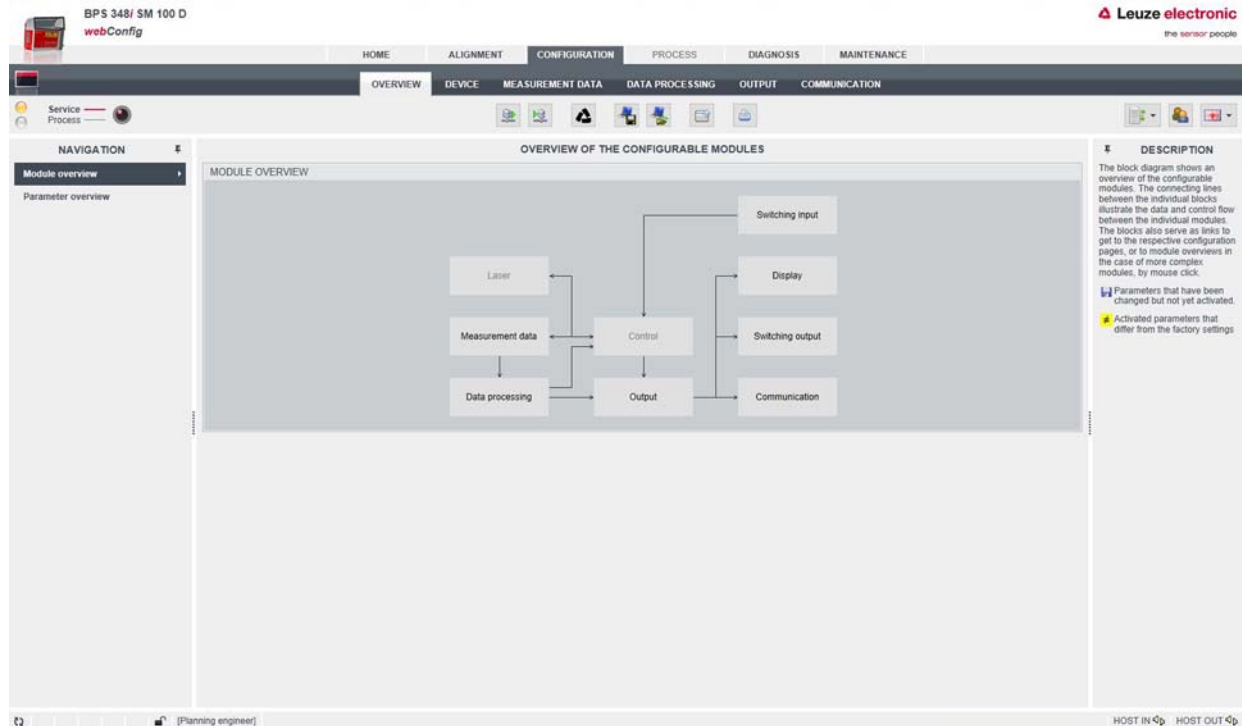 BPS 348i SM 100 D
webConfig
Leuze electronic
the sensor people
HOME ALIGNMENT CONFIGURATION PROCESS DIAGNOSIS MAINTENANCE
OVERVIEW DEVICE MEASUREMENT DATA DATA PROCESSING OUTPUT COMMUNICATION
Service
Process
NAVIGATION
Module overview
Parameter overview
OVERVIEW OF THE CONFIGURABLE MODULES
MODULE OVERVIEW
Switching input
Laser
Display
Measurement data
Control
Switching output
Data processing
Output
Communication
DESCRIPTION
The block diagram shows an
overview of the configurable
modules. The connecting lines
between the individual blocks
illustrate the data and control flow
between the individual modules.
The blocks also serve as links to
get to the respective configuration
pages, or to module overviews in
the case of more complex
modules, by mouse click.
Parameters that have been
changed but not yet activated.
Activated parameters that
differ from the factory settings
[Planning engineer]
HOST IN HOST OUT